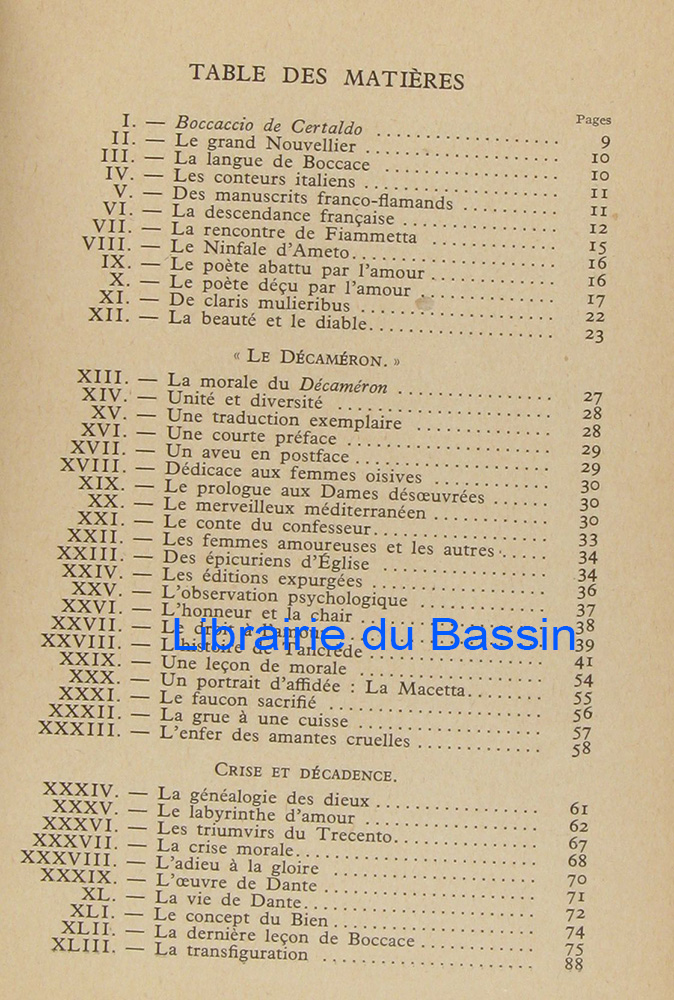 TABLE DES MATIÈRES
Pages
I. — Boccaccio de Certaldo .................... 9
II. — Le grand Nouvellier .................... 10
III. — La langue de Boccace .................... 10
IV. — Les conteurs italiens .................... 11
V. — Des manuscrits franco-flamands .......... 11
VI. — La descendance française .................... 12
VII. — La rencontre de Fiammetta .............. 15
VIII. — Le Ninfale d'Ameto.................... 16
IX. — Le poète abattu par l'amour .............. 16
X. — Le poète déçu par l'amour .............. 17
XI. — De claris mulieribus .................... 22
XII. — La beauté et le diable.................... 23
« LE DÉCAMÉRON. »
XIII. — La morale du Décaméron ................ 27
XIV. — Unité et diversité .................... 28
XV. — Une traduction exemplaire .............. 28
XVI. — Une courte préface .................... 29
XVII. — Un aveu en postface .................... 29
XVIII. — Dédicace aux femmes oisives ............ 30
XIX. — Le prologue aux Dames désœuvrées ...... 30
XX. — Le merveilleux méditerranéen ............ 30
XXI. — Le conte du confesseur.................. 33
XXII. — Les femmes amoureuses et les autres ...... 34
XXIII. — Des épicuriens d'Église .................. 34
XXIV. — Les éditions expurgées .................. 36
XXV. — L'observation psychologique .............. 37
XXVI. — L'honneur et la chair .................. 38
XXVII. — Le droit à l'amour .................... 39
XXVIII. — L'histoire de Tancrède .................. 41
XXIX. — Une leçon de morale .................... 54
XXX. — Un portrait d'affidée : La Macetta........ 55
XXXI. — Le faucon sacrifié .................... 56
XXXII. — La grue à une cuisse .................... 57
XXXIII. — L'enfer des amantes cruelles ............ 58
Librairie du Bassin
CRISE ET DÉCADENCE.
XXXIV. — La généalogie des dieux .................. 61
XXXV. — Le labyrinthe d'amour .................. 62
XXXVI. — Les triumvirs du Trecento................ 67
XXXVII. — La crise morale........................ 68
XXXVIII. — L'adieu à la gloire .................... 70
XXXIX. — L'œuvre de Dante .................... 71
XL. — La vie de Dante........................ 72
XLI. — Le concept du Bien .................... 74
XLII. — La dernière leçon de Boccace ............ 75
XLIII. — La transfiguration .................... 88